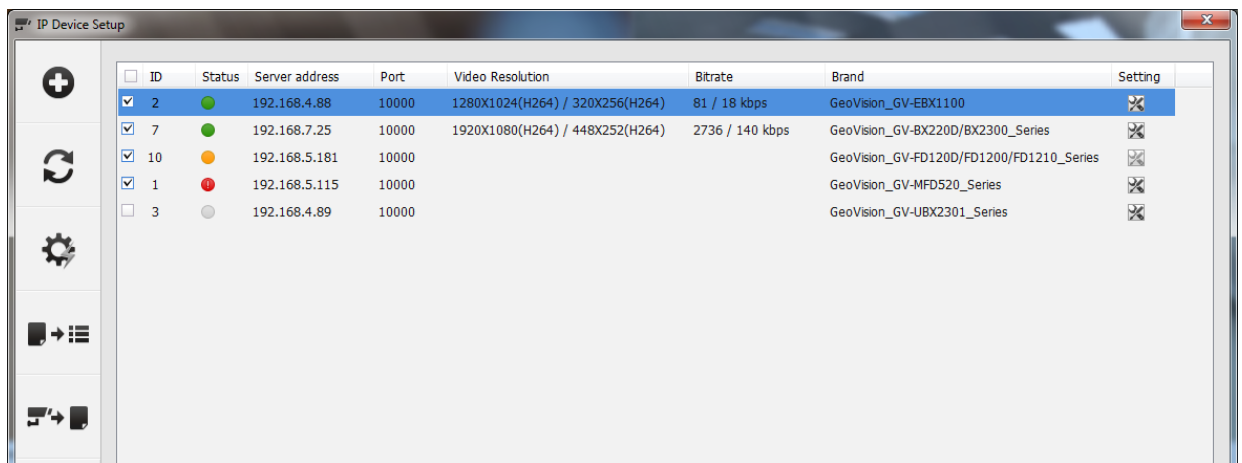 IP Device Setup
ID Status Server address Port Video Resolution Bitrate Brand Setting
2 192.168.4.88 10000 1280X1024(H264) / 320X256(H264) 81 / 18 kbps GeoVision_GV-EBX1100
7 192.168.7.25 10000 1920X1080(H264) / 448X252(H264) 2736 / 140 kbps GeoVision_GV-BX220D/BX2300_Series
10 192.168.5.181 10000 GeoVision_GV-FD120D/FD1200/FD1210_Series
1 192.168.5.115 10000 GeoVision_GV-MFD520_Series
3 192.168.4.89 10000 GeoVision_GV-UBX2301_Series